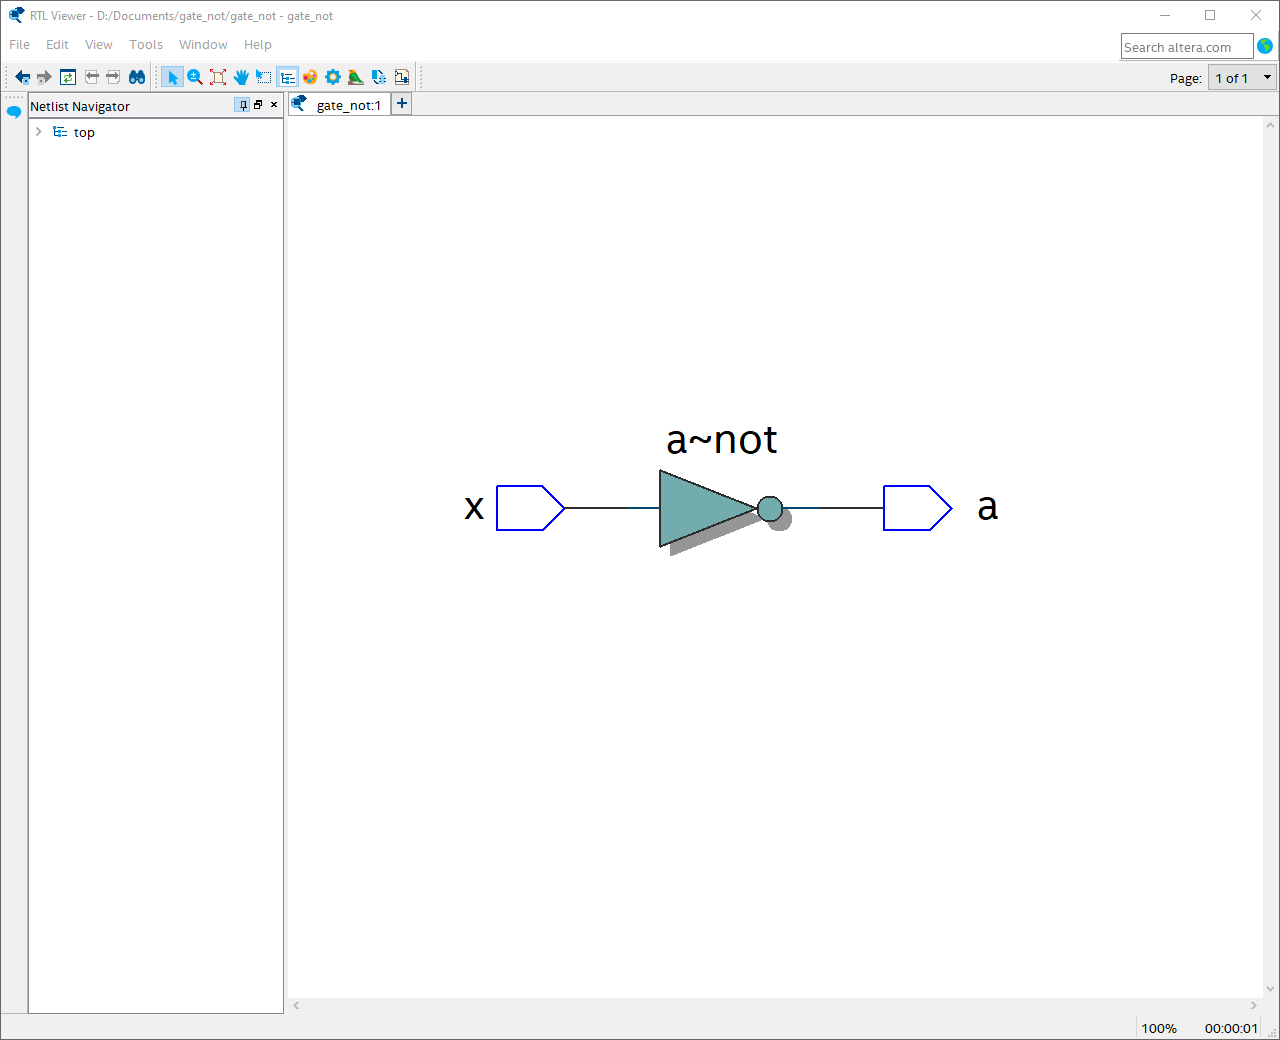 RTL Viewer - D:/Documents/gate_not/gate_not - gate_not
File Edit View Tools Window Help
Search altera.com
Page: 1 of 1
Netlist Navigator
gate_not:1
top
a~not
x
a
100% 00:00:01